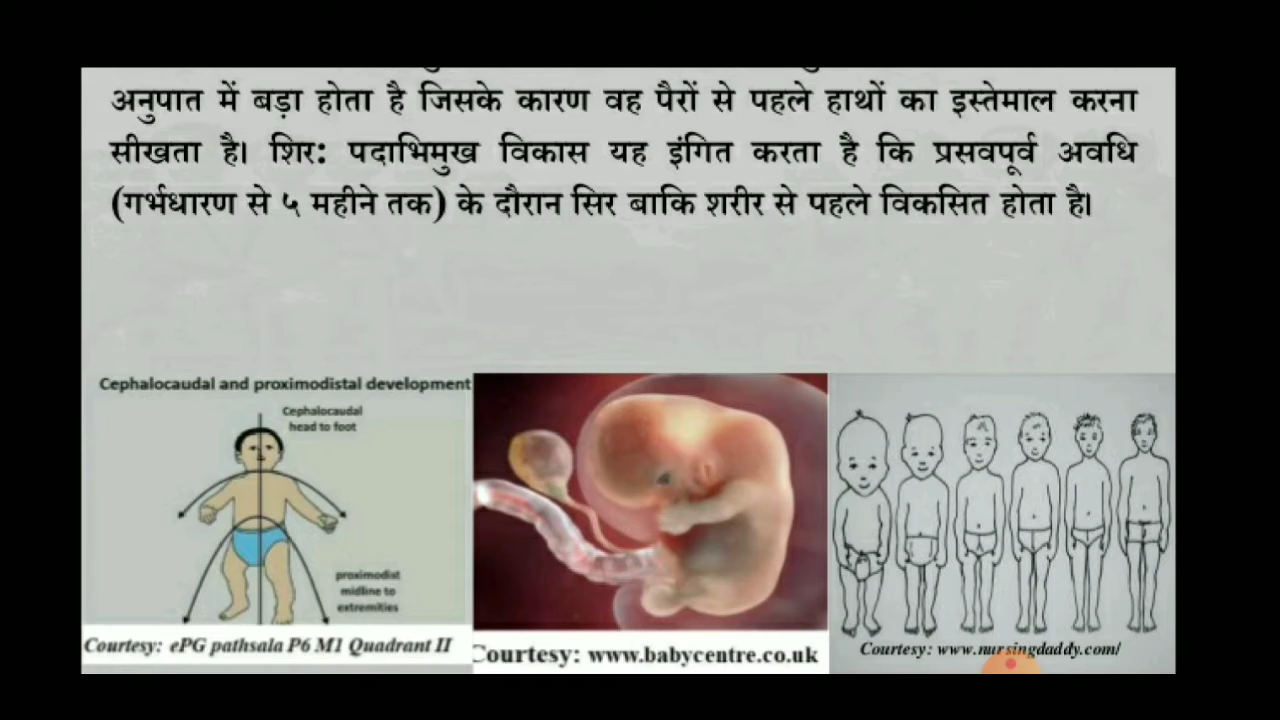 अनुपात में बड़ा होता है जिसके कारण वह पैरों से पहले हाथों का इस्तेमाल करना
सीखता है। शिर: पदाभिमुख विकास यह इंगित करता है कि प्रसवपूर्व अवधि
(गर्भधारण से ५ महीने तक) के दौरान सिर बाकि शरीर से पहले विकसित होता है।
Cephalocaudal and proximodistal development
Cephalocaudal
head to foot
proximodist
midline to
extremities
Courtesy: ePG pathsala P6 M1 Quadrant II
Courtesy: www.babycentre.co.uk
Courtesy: www.nursingdaddy.com/